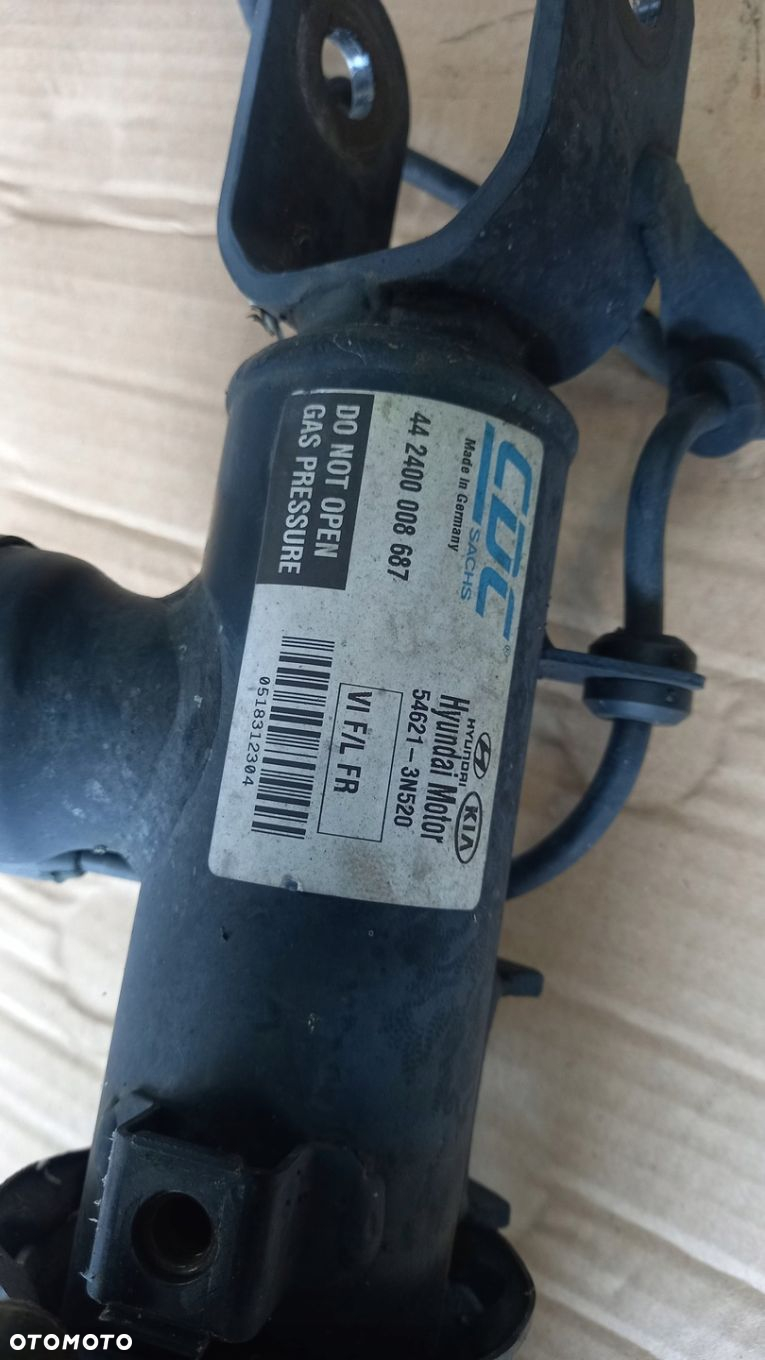 CDC®
SACHS
Made in Germany
44 2400 008 687
DO NOT OPEN
GAS PRESSURE
HYUNDAI
KIA
Hyundai Motor
54621-3N520
VI F/L FR
0518312304
OTOMOTO